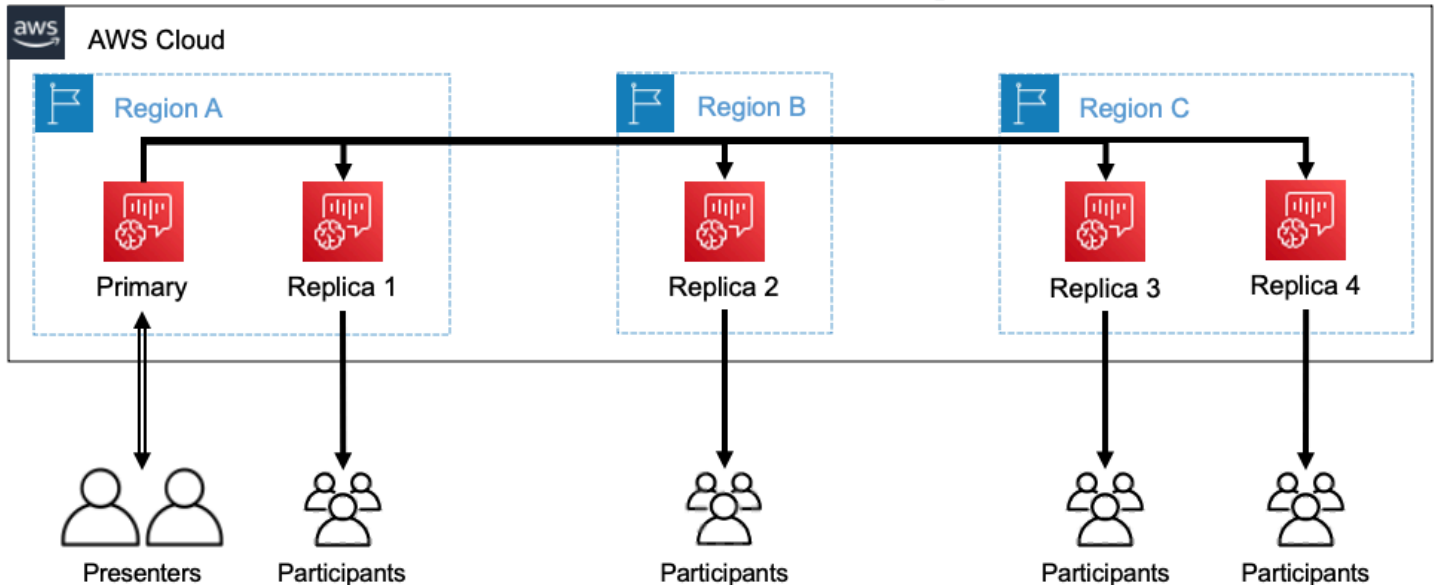 aws
AWS Cloud
Region A
Region B
Region C
Primary
Replica 1
Replica 2
Replica 3
Replica 4
Presenters
Participants
Participants
Participants
Participants